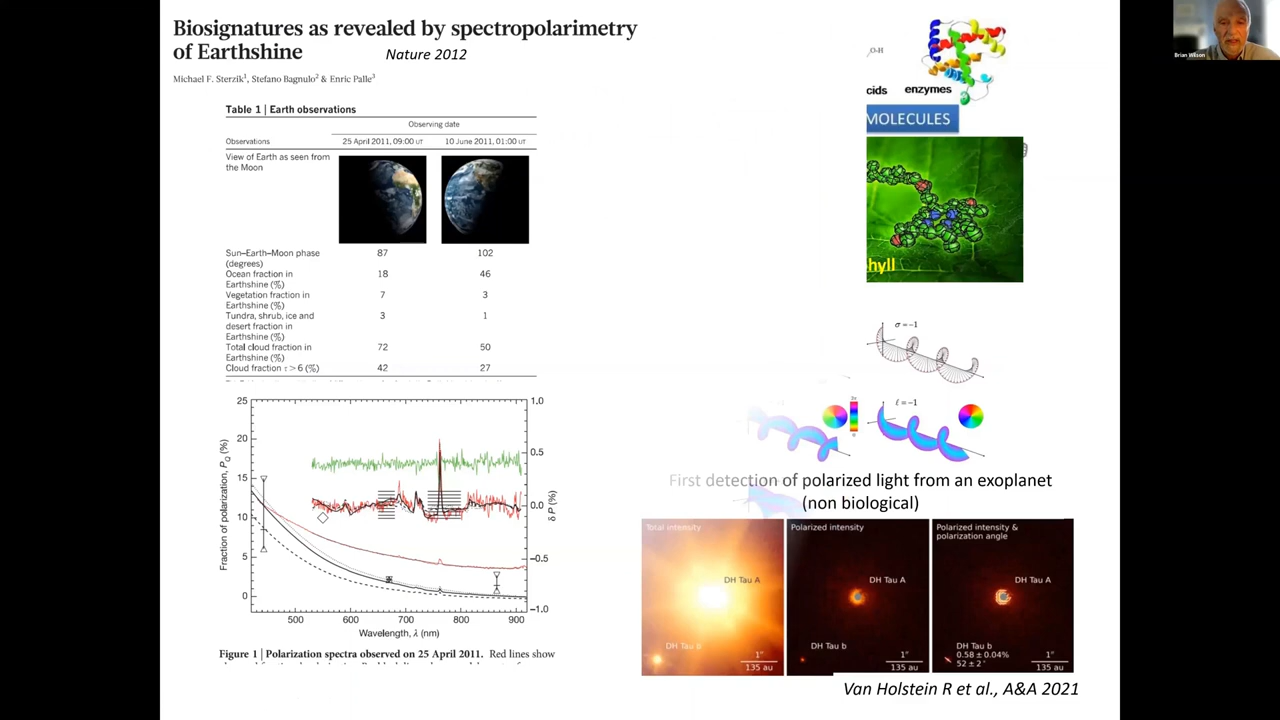 Biosignatures as revealed by spectropolarimetry
of Earthshine
Nature 2012
Michael F. Sterzik¹, Stefano Bagnulo² & Enric Palle³
Table 1 | Earth observations
Observing date
Observations
25 April 2011, 09:00 UT
10 June 2011, 01:00 UT
View of Earth as seen from
the Moon
Sun–Earth–Moon phase
(degrees)
87
102
Ocean fraction in
Earthshine (%)
18
46
Vegetation fraction in
Earthshine (%)
7
3
Tundra, shrub, ice and
desert fraction in
Earthshine (%)
3
1
Total cloud fraction in
Earthshine (%)
72
50
Cloud fraction τ > 6 (%)
42
27
25
20
15
10
5
0
Fraction of polarization, P_Q (%)
1.0
0.5
0.0
−0.5
−1.0
δ P (%)
500
600
700
800
900
Wavelength, λ (nm)
Figure 1 | Polarization spectra observed on 25 April 2011. Red lines show
O-H
cids
enzymes
MOLECULES
hyll
σ = −1
ℓ = −1
First detection of polarized light from an exoplanet
(non biological)
Total intensity
DH Tau A
DH Tau b
1"
135 au
Polarized intensity
DH Tau A
DH Tau b
1"
135 au
Polarized intensity &
polarization angle
DH Tau A
DH Tau b
0.58 ± 0.04%
52 ± 2°
1"
135 au
Van Holstein R et al., A&A 2021
Brian Wilson